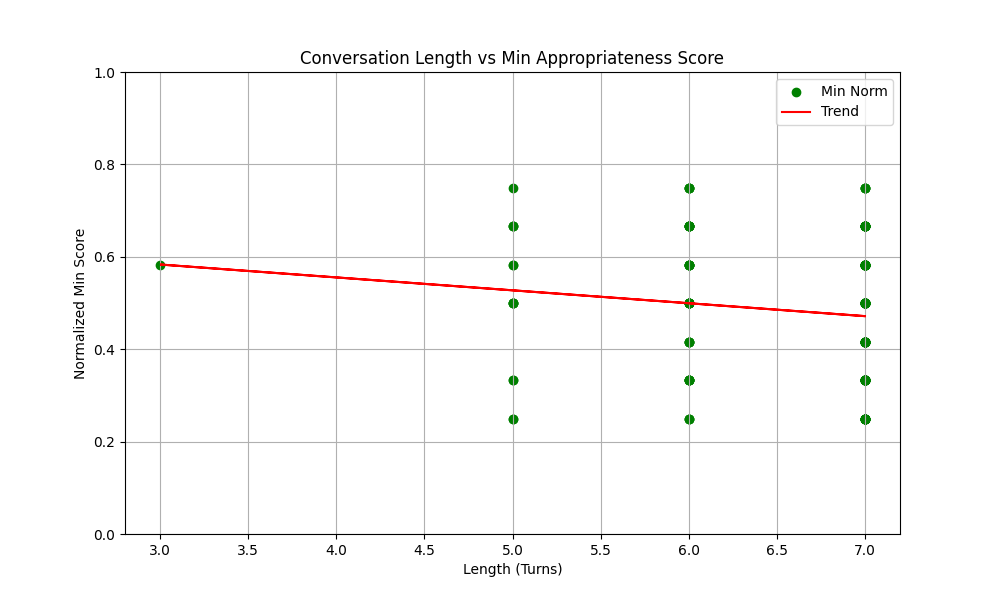 Conversation Length vs Min Appropriateness Score
Min Norm
Trend
1.0
0.8
0.6
0.4
0.2
0.0
Normalized Min Score
3.0 3.5 4.0 4.5 5.0 5.5 6.0 6.5 7.0
Length (Turns)